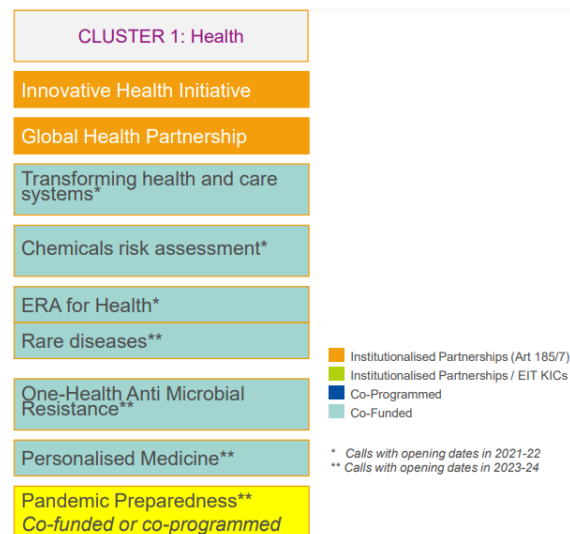 CLUSTER 1: Health
Innovative Health Initiative
Global Health Partnership
Transforming health and care
systems*
Chemicals risk assessment*
ERA for Health*
Rare diseases**
One-Health Anti Microbial
Resistance**
Personalised Medicine**
Pandemic Preparedness**
Co-funded or co-programmed
Institutionalised Partnerships (Art 185/7)
Institutionalised Partnerships / EIT KICs
Co-Programmed
Co-Funded
* Calls with opening dates in 2021-22
** Calls with opening dates in 2023-24